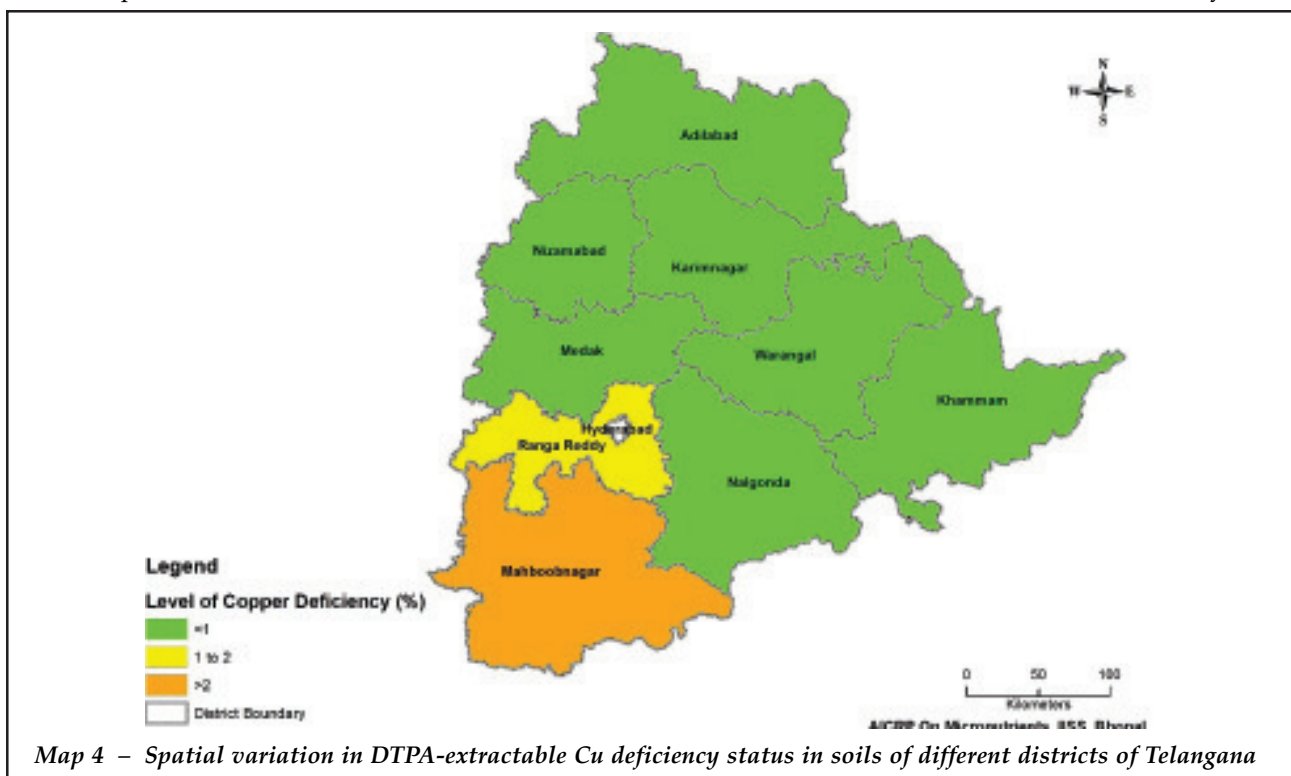 N
W E
S
Adilabad
Nizamabad
Karimnagar
Medak
Warangal
Khammam
Hyderabad
Ranga Reddy
Nalgonda
Mahboobnagar
Legend
Level of Copper Deficiency (%)
<1
1 to 2
>2
District Boundary
0 50 100
Kilometers
AICRP On Micronutrients, IISS, Bhopal
Map 4 – Spatial variation in DTPA-extractable Cu deficiency status in soils of different districts of Telangana